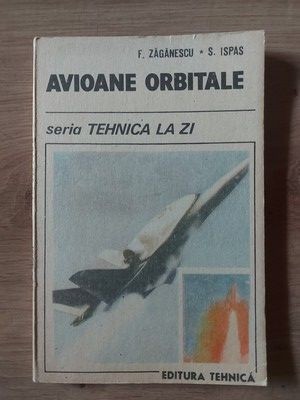 F. ZĂGĂNESCU * S. ISPAS
AVIOANE ORBITALE
seria TEHNICA LA ZI
EDITURA TEHNICĂ